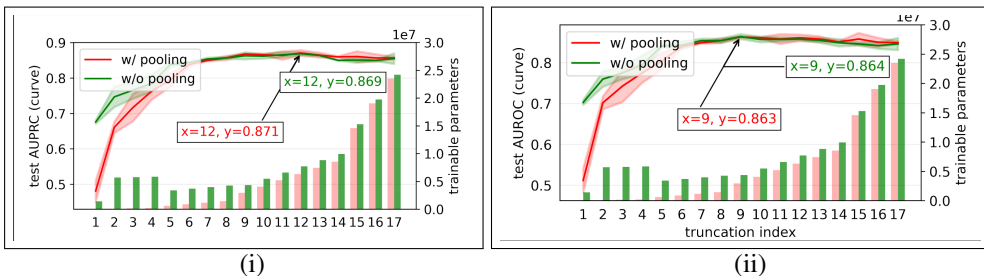 1e7
0.9
0.8
0.7
0.6
0.5
test AUPRC (curve)
w/ pooling
w/o pooling
x=12, y=0.869
x=12, y=0.871
3.0
2.5
2.0
1.5
1.0
0.5
0.0
trainable parameters
1 2 3 4 5 6 7 8 9 10 11 12 13 14 15 16 17
(i)
1e7
0.8
0.7
0.6
0.5
test AUROC (curve)
w/ pooling
w/o pooling
x=9, y=0.864
x=9, y=0.863
3.0
2.5
2.0
1.5
1.0
0.5
0.0
trainable parameters
1 2 3 4 5 6 7 8 9 10 11 12 13 14 15 16 17
truncation index
(ii)